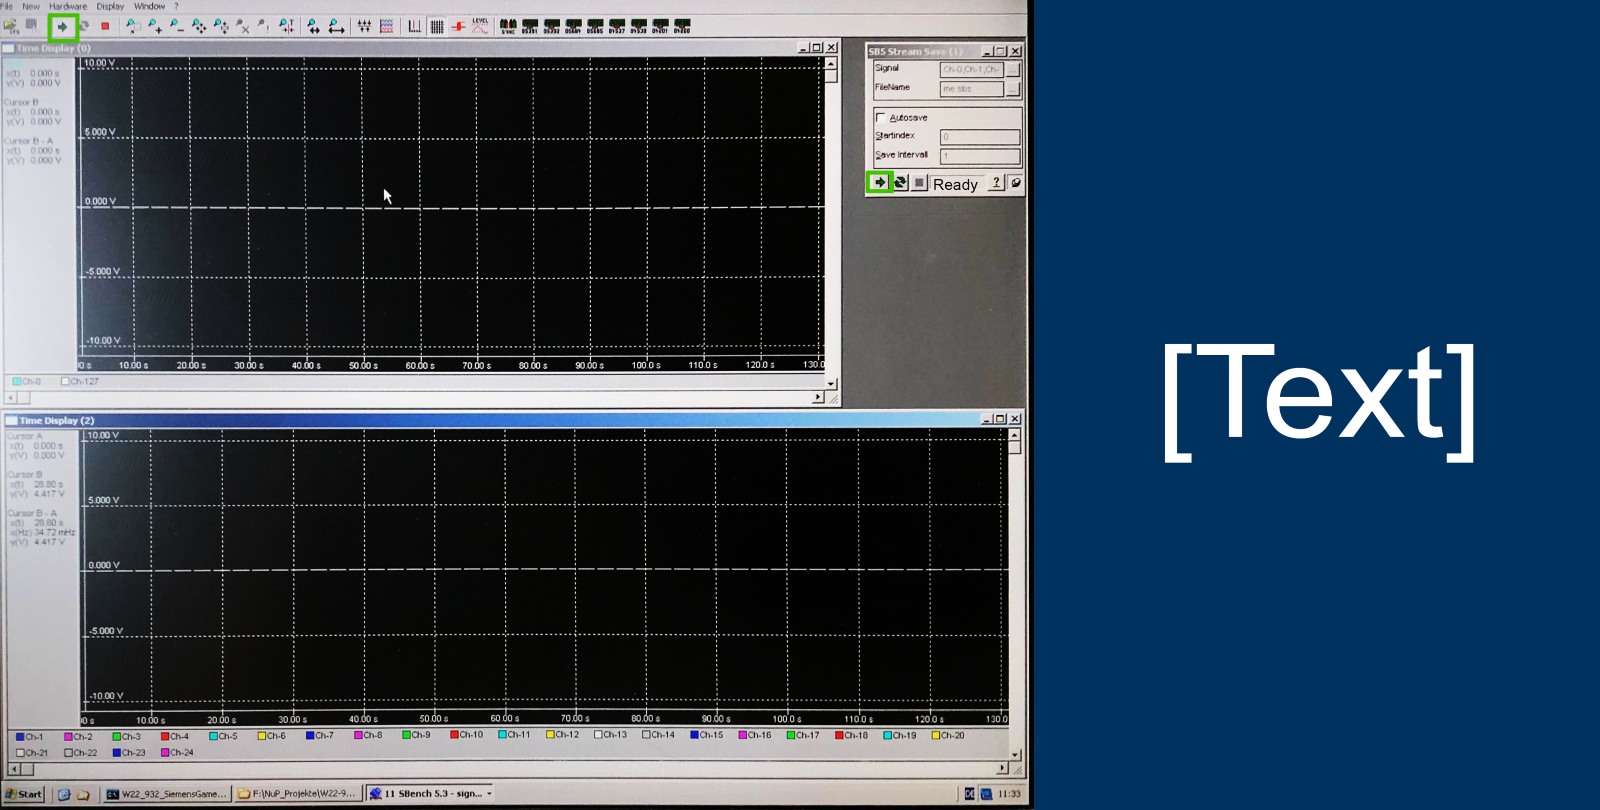 File New Hardware Display Window ?
Time Display (0)
x(t) 0.000 s
y(V) 0.000 V
Cursor B
x(t) 0.000 s
y(V) 0.000 V
Cursor B - A
x(t) 0.000 s
y(V) 0.000 V
10.00 V
5.000 V
0.000 V
-5.000 V
-10.00 V
00 s 10.00 s 20.00 s 30.00 s 40.00 s 50.00 s 60.00 s 70.00 s 80.00 s 90.00 s 100.0 s 110.0 s 120.0 s 130.0
Ch-0 Ch-127
SB5 Stream Save (1)
Signal Ch-0,Ch-1,Ch- ...
FileName me.sb5 ...
Autosave
Startindex 0
Save Intervall 1
Ready ?
Time Display (2)
Cursor A
x(t) 0.000 s
y(V) 0.000 V
Cursor B
x(t) 28.80 s
y(V) 4.417 V
Cursor B - A
x(t) 28.80 s
x(Hz) 34.72 mHz
y(V) 4.417 V
10.00 V
5.000 V
0.000 V
-5.000 V
-10.00 V
00 s 10.00 s 20.00 s 30.00 s 40.00 s 50.00 s 60.00 s 70.00 s 80.00 s 90.00 s 100.0 s 110.0 s 120.0 s 130.0
Ch-1 Ch-2 Ch-3 Ch-4 Ch-5 Ch-6 Ch-7 Ch-8 Ch-9 Ch-10 Ch-11 Ch-12 Ch-13 Ch-14 Ch-15 Ch-16 Ch-17 Ch-18 Ch-19 Ch-20
Ch-21 Ch-22 Ch-23 Ch-24
Start W22_932_SiemensGame... F:\NuP_Projekte\W22-9... 11 SBench 5.3 - sign... DE 11:33
[Text]